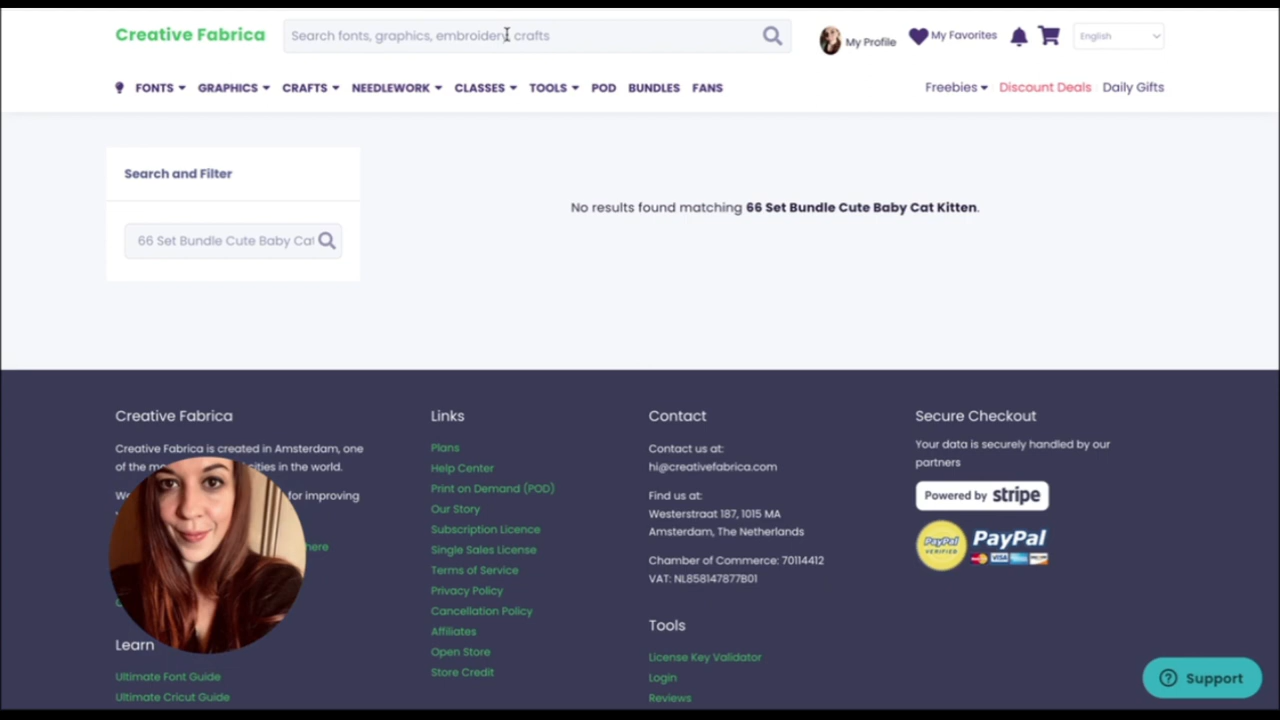 Creative Fabrica
Search fonts, graphics, embroidery, crafts
My Profile
My Favorites
English
FONTS
GRAPHICS
CRAFTS
NEEDLEWORK
CLASSES
TOOLS
POD
BUNDLES
FANS
Freebies
Discount Deals
Daily Gifts
Search and Filter
66 Set Bundle Cute Baby Cat
No results found matching 66 Set Bundle Cute Baby Cat Kitten.
Creative Fabrica
Creative Fabrica is created in Amsterdam, one
of the cities in the world.
for improving
here
Learn
Ultimate Font Guide
Ultimate Cricut Guide
Links
Plans
Help Center
Print on Demand (POD)
Our Story
Subscription Licence
Single Sales License
Terms of Service
Privacy Policy
Cancellation Policy
Affiliates
Open Store
Store Credit
Contact
Contact us at:
hi@creativefabrica.com
Find us at:
Westerstraat 187, 1015 MA
Amsterdam, The Netherlands
Chamber of Commerce: 70114412
VAT: NL858147877B01
Tools
License Key Validator
Login
Reviews
Secure Checkout
Your data is securely handled by our
partners
Powered by stripe
PayPal
VERIFIED
PayPal
VISA
Support